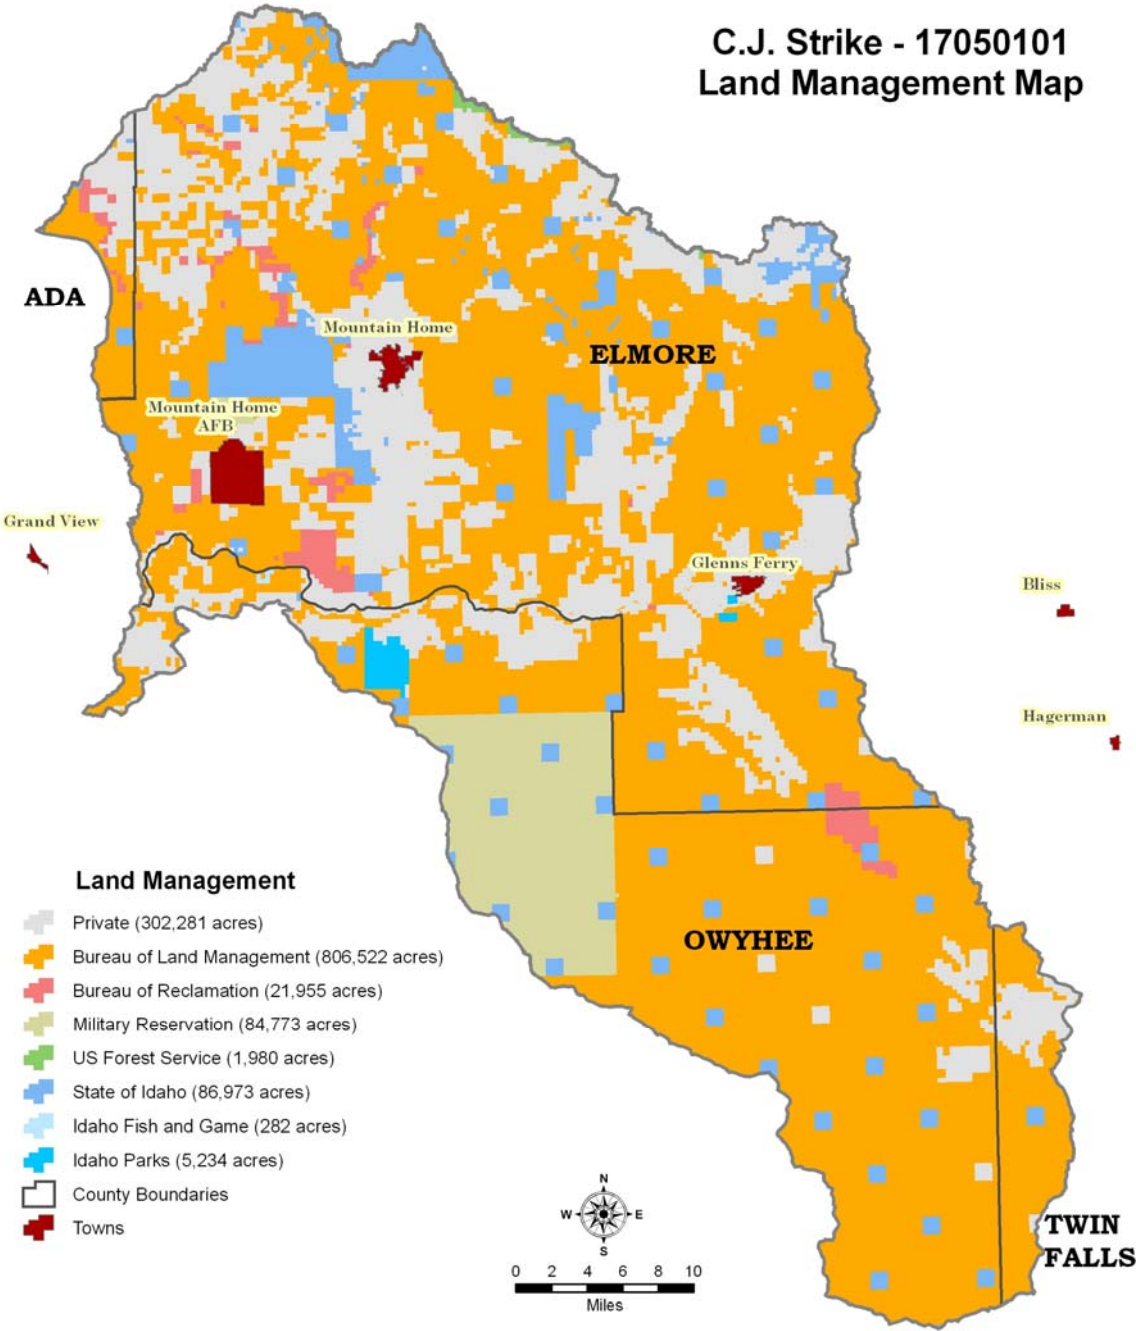 C.J. Strike - 17050101
Land Management Map
ADA
Mountain Home
ELMORE
Mountain Home
AFB
Grand View
Glenns Ferry
Bliss
Hagerman
OWYHEE
Land Management
Private (302,281 acres)
Bureau of Land Management (806,522 acres)
Bureau of Reclamation (21,955 acres)
Military Reservation (84,773 acres)
US Forest Service (1,980 acres)
State of Idaho (86,973 acres)
Idaho Fish and Game (282 acres)
Idaho Parks (5,234 acres)
County Boundaries
Towns
N
W E
S
0 2 4 6 8 10
Miles
TWIN
FALLS